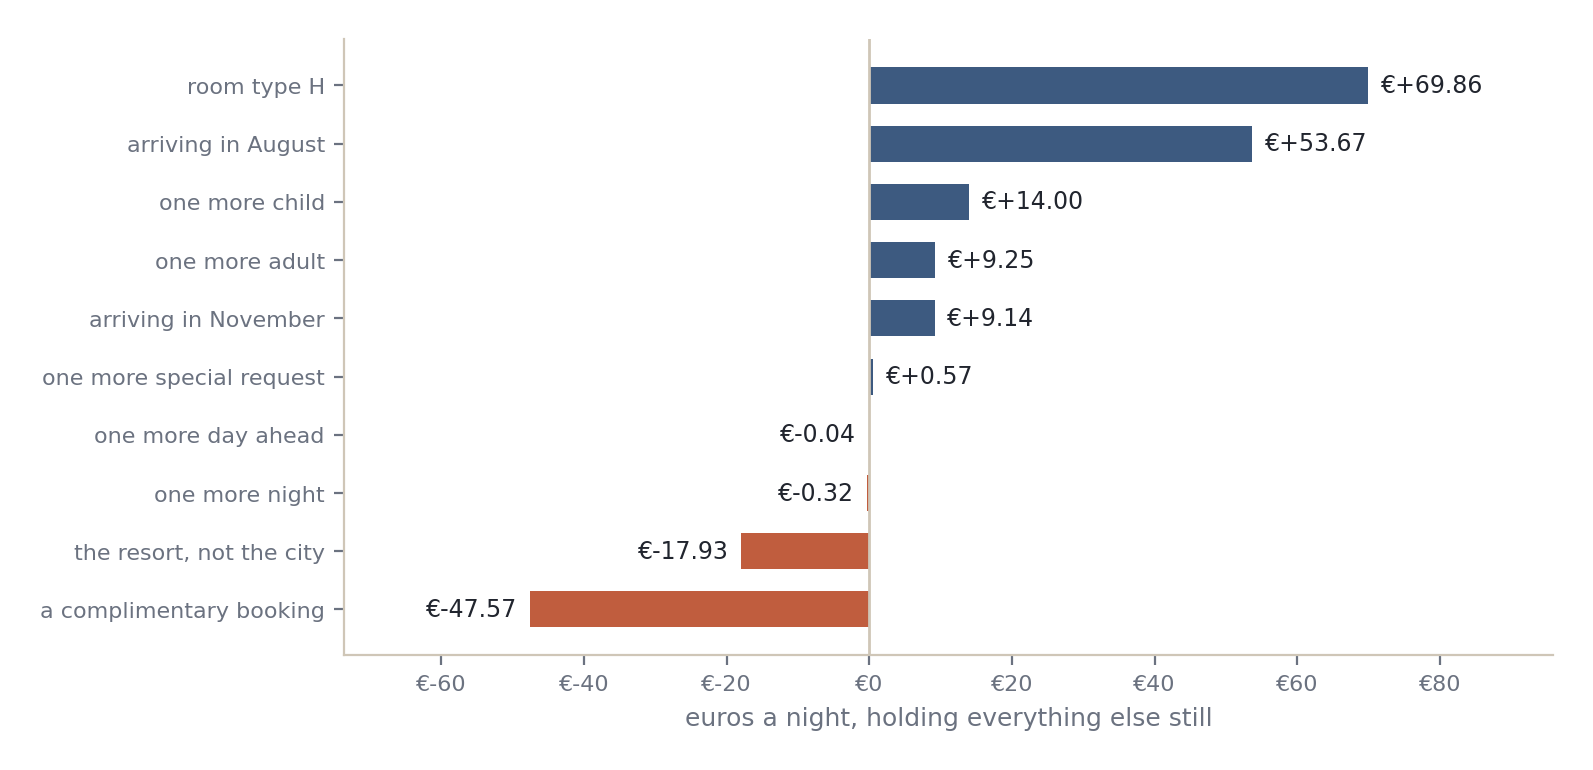 room type H €+69.86
arriving in August €+53.67
one more child €+14.00
one more adult €+9.25
arriving in November €+9.14
one more special request €+0.57
one more day ahead €-0.04
one more night €-0.32
the resort, not the city €-17.93
a complimentary booking €-47.57
€-60 €-40 €-20 €0 €20 €40 €60 €80
euros a night, holding everything else still